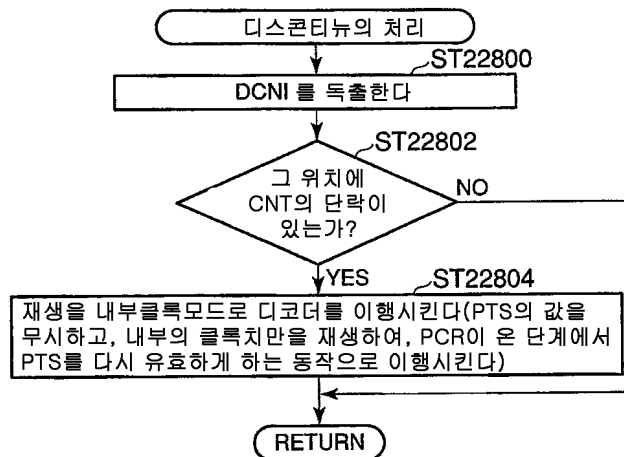 디스콘티뉴의 처리
ST22800
DCNI 를 독출한다
ST22802
그 위치에
CNT의 단락이
있는가?
NO
YES
ST22804
재생을 내부클록모드로 디코더를 이행시킨다(PTS의 값을
무시하고, 내부의 클록치만을 재생하여, PCR이 온 단계에서
PTS를 다시 유효하게 하는 동작으로 이행시킨다)
RETURN